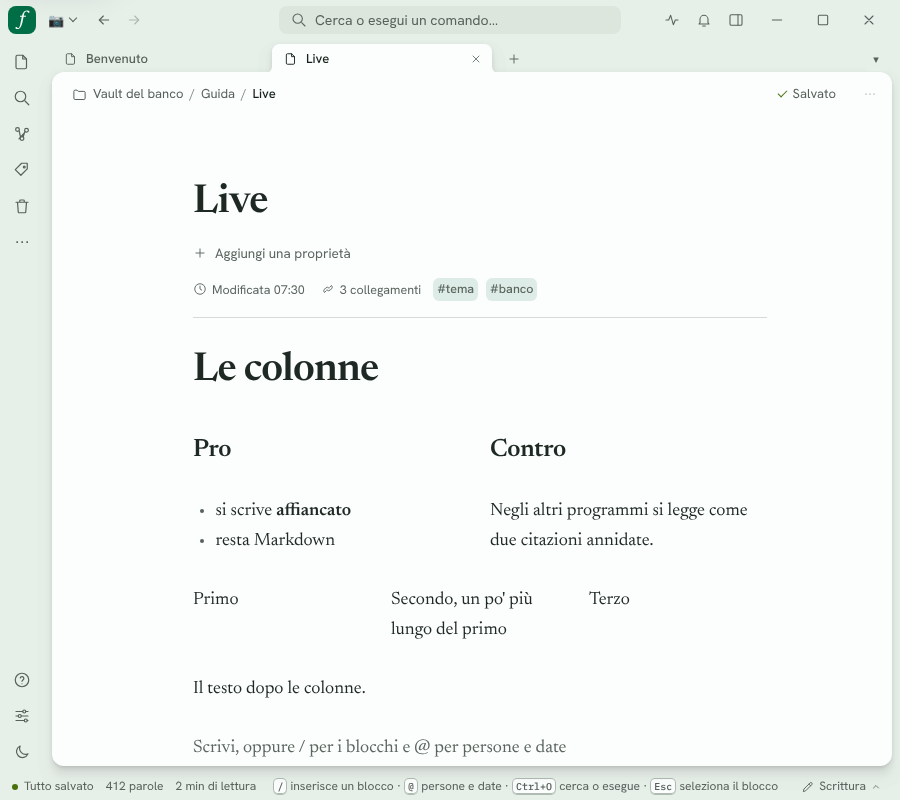 f
Cerca o esegui un comando...
Benvenuto
Live
Vault del banco / Guida / Live
Salvato
Live
Aggiungi una proprietà
Modificata 07:30 3 collegamenti #tema #banco
Le colonne
Pro
Contro
• si scrive affiancato
• resta Markdown
Negli altri programmi si legge come
due citazioni annidate.
Primo
Secondo, un po' più
lungo del primo
Terzo
Il testo dopo le colonne.
Scrivi, oppure / per i blocchi e @ per persone e date
Tutto salvato 412 parole 2 min di lettura / inserisce un blocco · @ persone e date · Ctrl+O cerca o esegue · Esc seleziona il blocco Scrittura